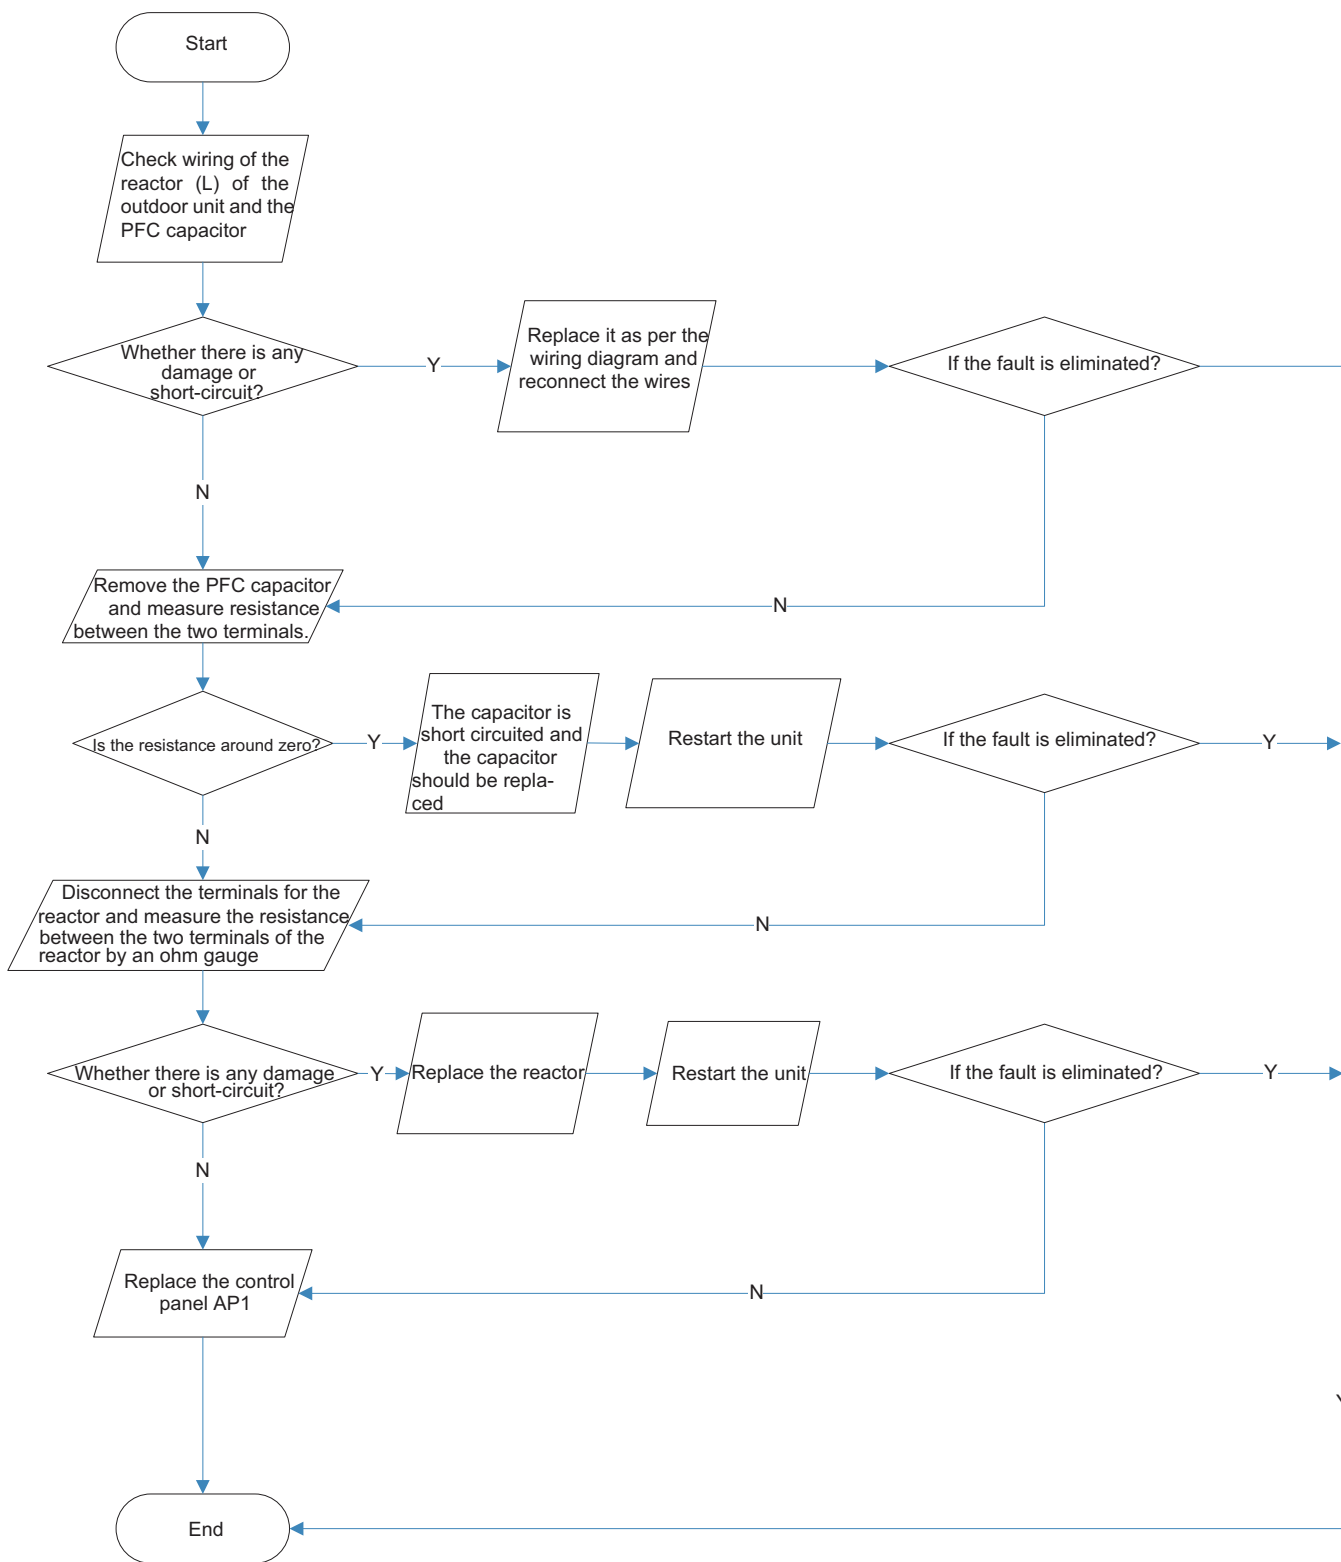 Start
Check wiring of the
reactor (L) of the
outdoor unit and the
PFC capacitor
Whether there is any
damage or
short-circuit?
Y
Replace it as per the
wiring diagram and
reconnect the wires
If the fault is eliminated?
N
Remove the PFC capacitor
and measure resistance
between the two terminals.
N
Is the resistance around zero?
Y
The capacitor is
short circuited and
the capacitor
should be repla-
ced
Restart the unit
If the fault is eliminated?
Y
N
Disconnect the terminals for the
reactor and measure the resistance
between the two terminals of the
reactor by an ohm gauge
N
Whether there is any damage
or short-circuit?
Y
Replace the reactor
Restart the unit
If the fault is eliminated?
Y
N
Replace the control
panel AP1
N
End